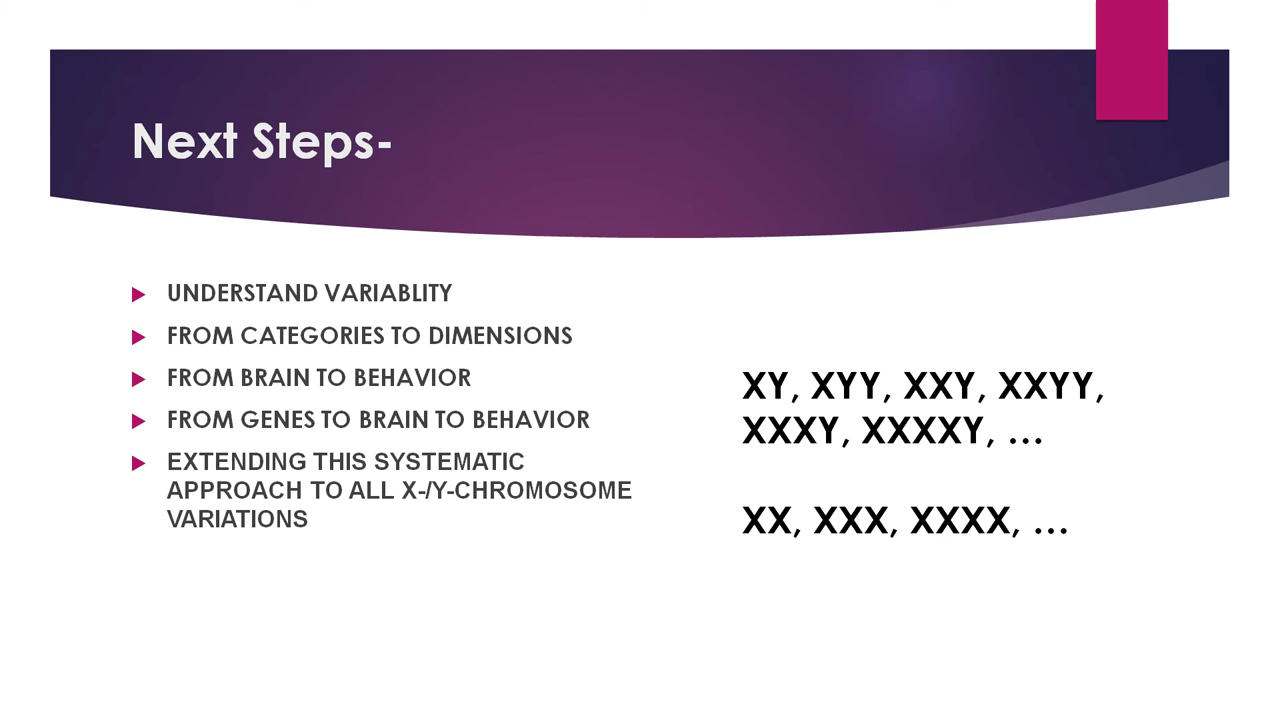 Next Steps-
UNDERSTAND VARIABLITY
FROM CATEGORIES TO DIMENSIONS
FROM BRAIN TO BEHAVIOR
FROM GENES TO BRAIN TO BEHAVIOR
EXTENDING THIS SYSTEMATIC
APPROACH TO ALL X-/Y-CHROMOSOME
VARIATIONS
XY, XYY, XXY, XXYY,
XXXY, XXXXY, ...
XX, XXX, XXXX, ...